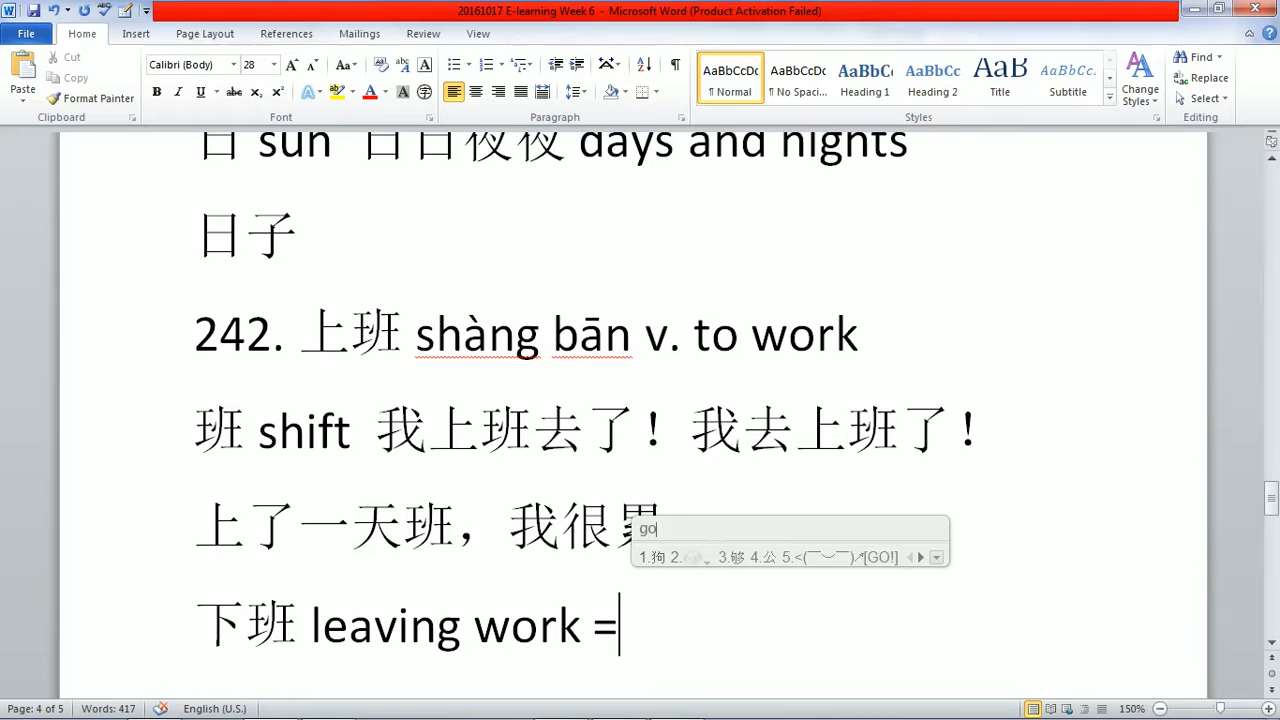 20161017 E-learning Week 6 - Microsoft Word (Product Activation Failed)
File Home Insert Page Layout References Mailings Review View
Cut
Copy
Format Painter
Paste
Calibri (Body) 28
Find
Replace
Select
Change Styles
AaBbCcDc AaBbCcDc AaBbC AaBbCc AaB AaBbCc.
¶ Normal ¶ No Spaci... Heading 1 Heading 2 Title Subtitle
Clipboard Font Paragraph Styles Editing
日 sun 日日夜夜 days and nights
日子
242. 上班 shàng bān v. to work
班 shift 我上班去了！我去上班了！
上了一天班，我很累
go
1.狗 2. 3.够 4.公 5.<(￣︶￣)↗[GO!]
下班 leaving work =
Page: 4 of 5 Words: 417 English (U.S.) 150%